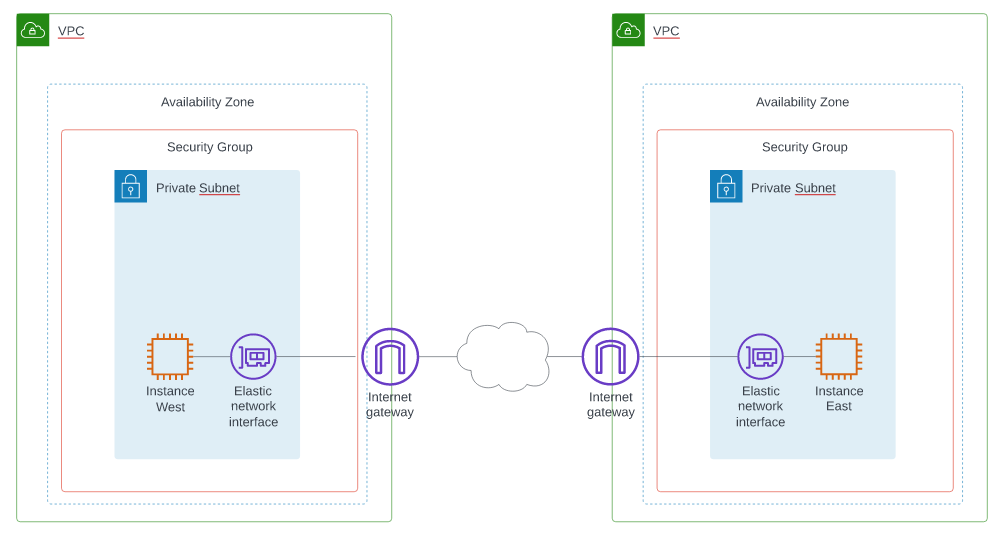 VPC
Availability Zone
Security Group
Private Subnet
Instance
West
Elastic
network
interface
Internet
gateway
VPC
Availability Zone
Security Group
Private Subnet
Internet
gateway
Elastic
network
interface
Instance
East